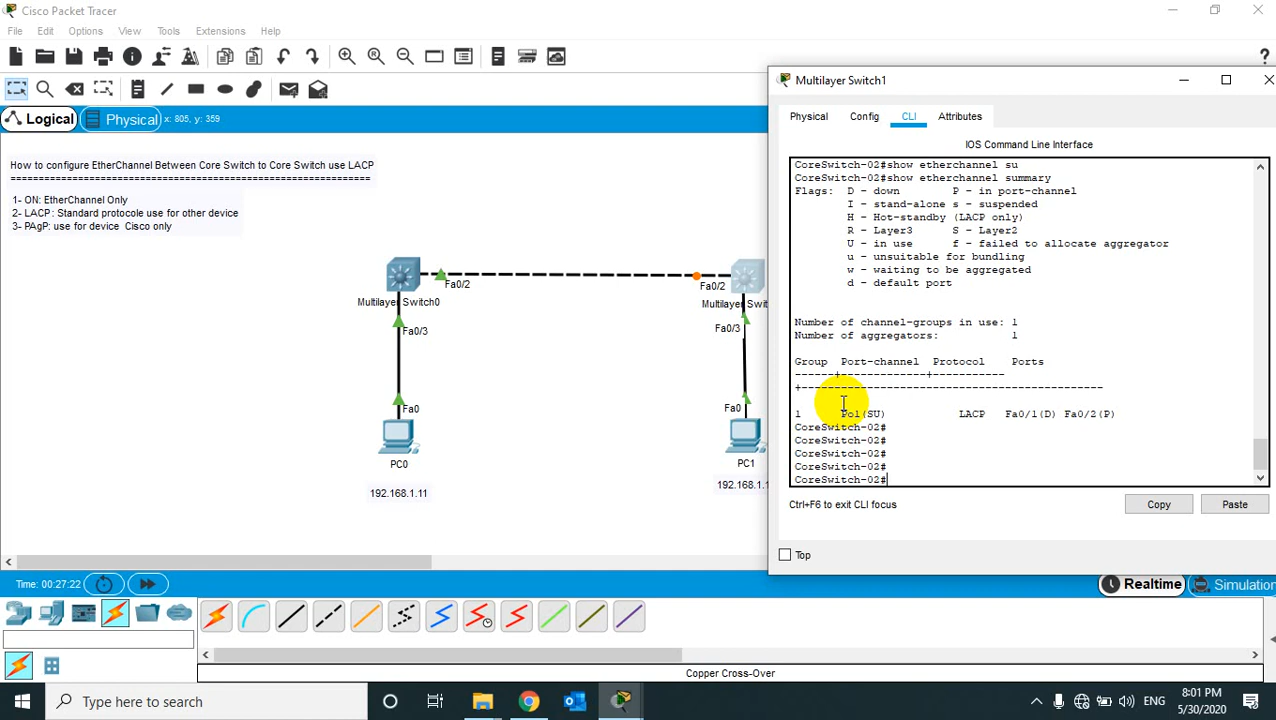 Cisco Packet Tracer
File Edit Options View Tools Extensions Help
Logical Physical x: 805, y: 359
How to configure EtherChannel Between Core Switch to Core Switch use LACP
======================================================================
1- ON: EtherChannel Only
2- LACP: Standard protocole use for other device
3- PAgP: use for device Cisco only
Fa0/2
Multilayer Switch0
Fa0/3
Fa0
PC0
192.168.1.11
Fa0/2
Multilayer Swit
Fa0/3
Fa0
PC1
192.168.1.1
Multilayer Switch1
Physical Config CLI Attributes
IOS Command Line Interface
CoreSwitch-02#show etherchannel su
CoreSwitch-02#show etherchannel summary
Flags: D - down P - in port-channel
I - stand-alone s - suspended
H - Hot-standby (LACP only)
R - Layer3 S - Layer2
U - in use f - failed to allocate aggregator
u - unsuitable for bundling
w - waiting to be aggregated
d - default port
Number of channel-groups in use: 1
Number of aggregators: 1
Group Port-channel Protocol Ports
------+-------------+-----------
+----------------------------------------------
1 Po1(SU) LACP Fa0/1(D) Fa0/2(P)
CoreSwitch-02#
CoreSwitch-02#
CoreSwitch-02#
CoreSwitch-02#
CoreSwitch-02#
Ctrl+F6 to exit CLI focus Copy Paste
Top
Time: 00:27:22 Realtime Simulation
Copper Cross-Over
Type here to search
ENG
8:01 PM
5/30/2020